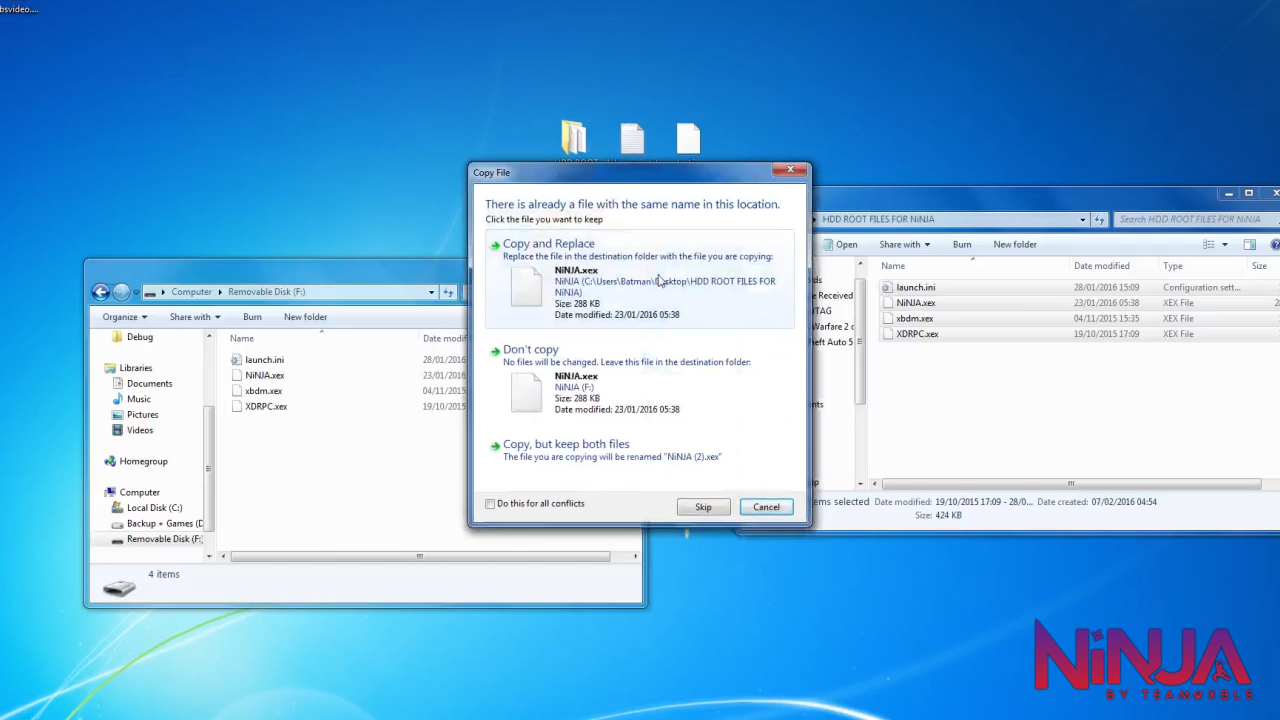 bsvideo....
Copy File
There is already a file with the same name in this location.
Click the file you want to keep
Copy and Replace
Replace the file in the destination folder with the file you are copying:
NiNJA.xex
NiNJA (C:\Users\Batman\Desktop\HDD ROOT FILES FOR
NiNJA)
Size: 288 KB
Date modified: 23/01/2016 05:38
Don't copy
No files will be changed. Leave this file in the destination folder:
NiNJA.xex
NiNJA (F:)
Size: 288 KB
Date modified: 23/01/2016 05:38
Copy, but keep both files
The file you are copying will be renamed "NiNJA (2).xex"
Do this for all conflicts
Skip
Cancel
Computer
Removable Disk (F:)
Organize
Share with
Burn
New folder
Debug
Libraries
Documents
Music
Pictures
Videos
Homegroup
Computer
Local Disk (C:)
Backup + Games (D
Removable Disk (F:)
Name
Date modif
launch.ini
28/01/2016
NiNJA.xex
23/01/2016
xbdm.xex
04/11/2015
XDRPC.xex
19/10/2015
4 items
HDD ROOT FILES FOR NiNJA
Search HDD ROOT FILES FOR NiNJA
Open
Share with
Burn
New folder
Name
Date modified
Type
Size
launch.ini
28/01/2016 15:09
Configuration sett...
NiNJA.xex
23/01/2016 05:38
XEX File
xbdm.xex
04/11/2015 15:35
XEX File
XDRPC.xex
19/10/2015 17:09
XEX File
e Received
TAG
Warfare 2 c
eft Auto 5
ents
ems selected
Date modified: 19/10/2015 17:09 - 28/0...
Date created: 07/02/2016 04:54
Size: 424 KB
NiNJA
BY TEAMXBLS